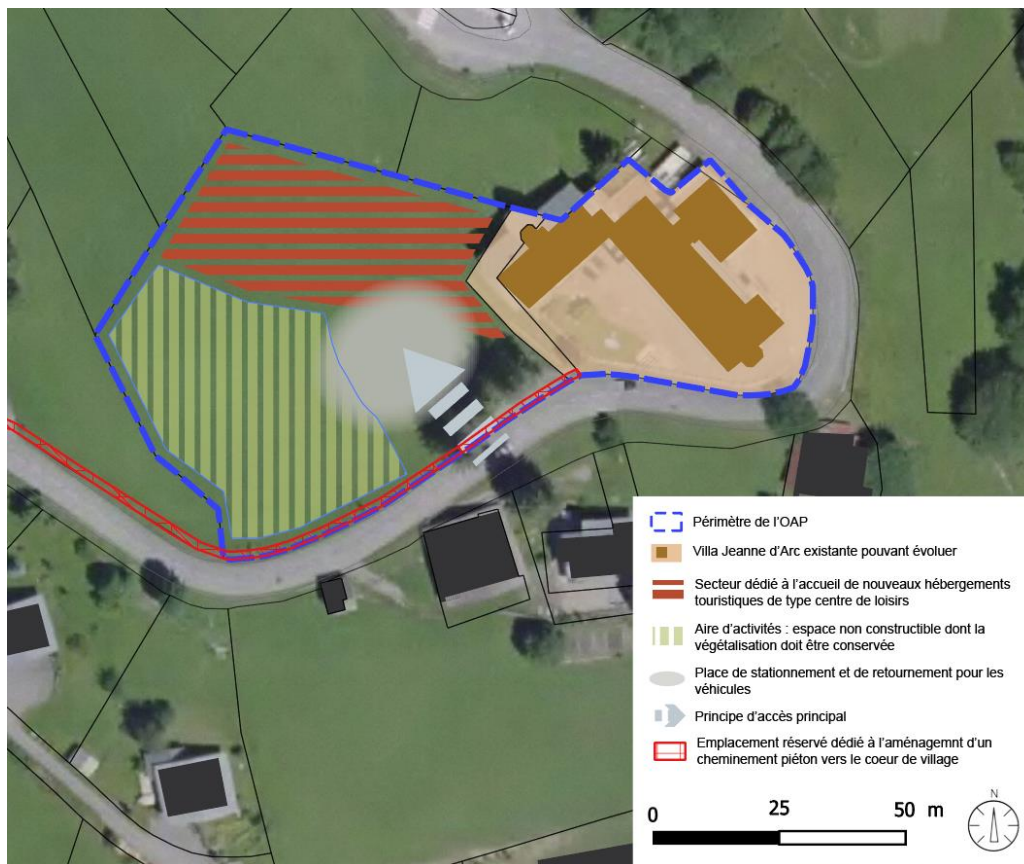 Périmètre de l'OAP
Villa Jeanne d'Arc existante pouvant évoluer
Secteur dédié à l'accueil de nouveaux hébergements
touristiques de type centre de loisirs
Aire d'activités : espace non constructible dont la
végétalisation doit être conservée
Place de stationnement et de retournement pour les
véhicules
Principe d'accès principal
Emplacement réservé dédié à l'aménagemnt d'un
cheminement piéton vers le coeur de village
0 25 50 m
N